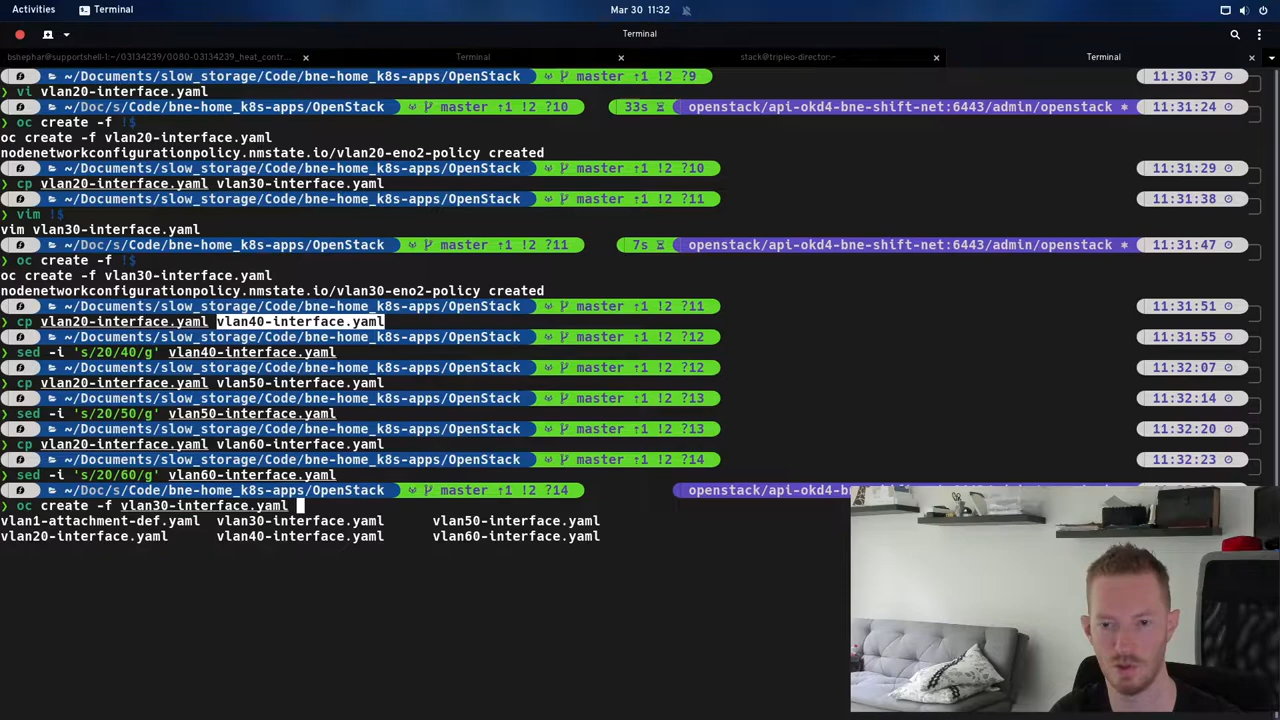 Activities
Terminal
Mar 30 11:32
Terminal
bshephar@supportshell-1:~/03134239/0080-03134239_heat_contr...
Terminal
stack@tripleo-director:~
Terminal
~/Documents/slow_storage/Code/bne-home_k8s-apps/OpenStack master ↑1 !2 ?9 11:30:37
❯ vi vlan20-interface.yaml
~/Doc/s/Code/bne-home_k8s-apps/OpenStack master ↑1 !2 ?10 33s openstack/api-okd4-bne-shift-net:6443/admin/openstack 11:31:24
❯ oc create -f !$
oc create -f vlan20-interface.yaml
nodenetworkconfigurationpolicy.nmstate.io/vlan20-eno2-policy created
~/Documents/slow_storage/Code/bne-home_k8s-apps/OpenStack master ↑1 !2 ?10 11:31:29
❯ cp vlan20-interface.yaml vlan30-interface.yaml
~/Documents/slow_storage/Code/bne-home_k8s-apps/OpenStack master ↑1 !2 ?11 11:31:38
❯ vim !$
vim vlan30-interface.yaml
~/Doc/s/Code/bne-home_k8s-apps/OpenStack master ↑1 !2 ?11 7s openstack/api-okd4-bne-shift-net:6443/admin/openstack 11:31:47
❯ oc create -f !$
oc create -f vlan30-interface.yaml
nodenetworkconfigurationpolicy.nmstate.io/vlan30-eno2-policy created
~/Documents/slow_storage/Code/bne-home_k8s-apps/OpenStack master ↑1 !2 ?11 11:31:51
❯ cp vlan20-interface.yaml vlan40-interface.yaml
~/Documents/slow_storage/Code/bne-home_k8s-apps/OpenStack master ↑1 !2 ?12 11:31:55
❯ sed -i 's/20/40/g' vlan40-interface.yaml
~/Documents/slow_storage/Code/bne-home_k8s-apps/OpenStack master ↑1 !2 ?12 11:32:07
❯ cp vlan20-interface.yaml vlan50-interface.yaml
~/Documents/slow_storage/Code/bne-home_k8s-apps/OpenStack master ↑1 !2 ?13 11:32:14
❯ sed -i 's/20/50/g' vlan50-interface.yaml
~/Documents/slow_storage/Code/bne-home_k8s-apps/OpenStack master ↑1 !2 ?13 11:32:20
❯ cp vlan20-interface.yaml vlan60-interface.yaml
~/Documents/slow_storage/Code/bne-home_k8s-apps/OpenStack master ↑1 !2 ?14 11:32:23
❯ sed -i 's/20/60/g' vlan60-interface.yaml
~/Doc/s/Code/bne-home_k8s-apps/OpenStack master ↑1 !2 ?14
❯ oc create -f vlan30-interface.yaml
vlan1-attachment-def.yaml vlan30-interface.yaml vlan50-interface.yaml
vlan20-interface.yaml vlan40-interface.yaml vlan60-interface.yaml